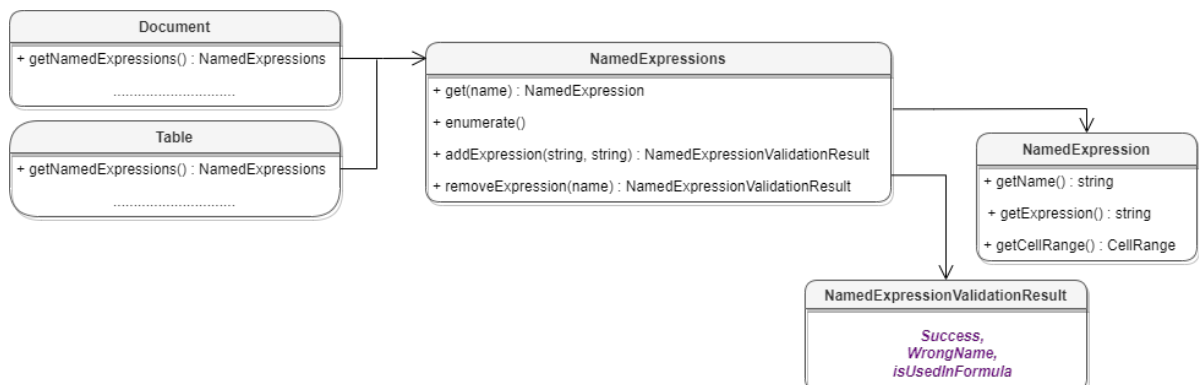 Document
+ getNamedExpressions() : NamedExpressions
..............................
Table
+ getNamedExpressions() : NamedExpressions
..............................
NamedExpressions
+ get(name) : NamedExpression
+ enumerate()
+ addExpression(string, string) : NamedExpressionValidationResult
+ removeExpression(name) : NamedExpressionValidationResult
NamedExpression
+ getName() : string
+ getExpression() : string
+ getCellRange() : CellRange
NamedExpressionValidationResult
Success,
WrongName,
isUsedInFormula